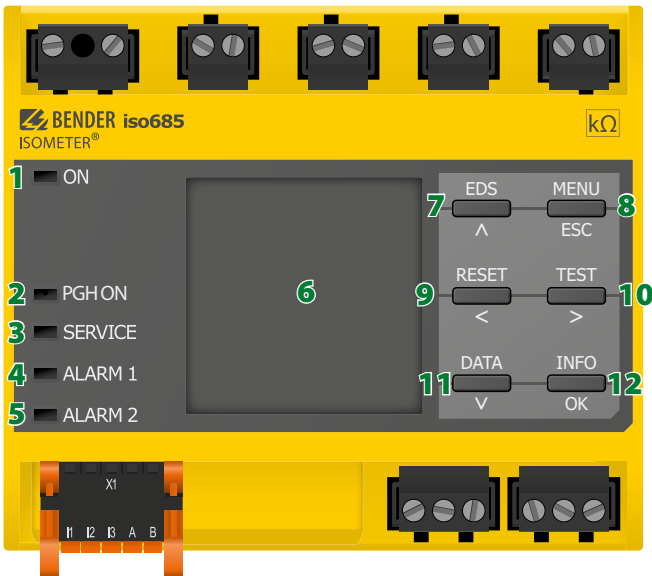 BENDER iso685
ISOMETER®
kΩ
1 ON
7 EDS MENU 8
∧ ESC
2 PGH ON
6
9 RESET TEST 10
< >
3 SERVICE
4 ALARM 1
11 DATA INFO 12
∨ OK
5 ALARM 2
X1
I1 I2 I3 A B